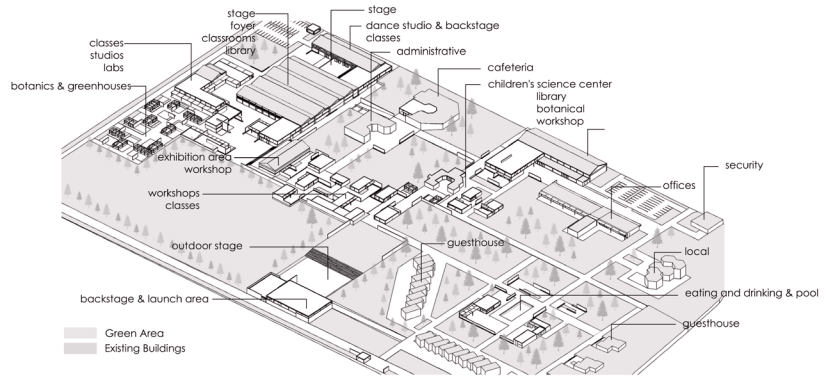 stage
foyer
classrooms
library
stage
dance studio & backstage
classes
administrative
classes
studios
labs
botanics & greenhouses
cafeteria
children's science center
library
botanical
workshop
exhibition area
workshop
security
offices
workshops
classes
outdoor stage
guesthouse
local
backstage & launch area
eating and drinking & pool
guesthouse
Green Area
Existing Buildings